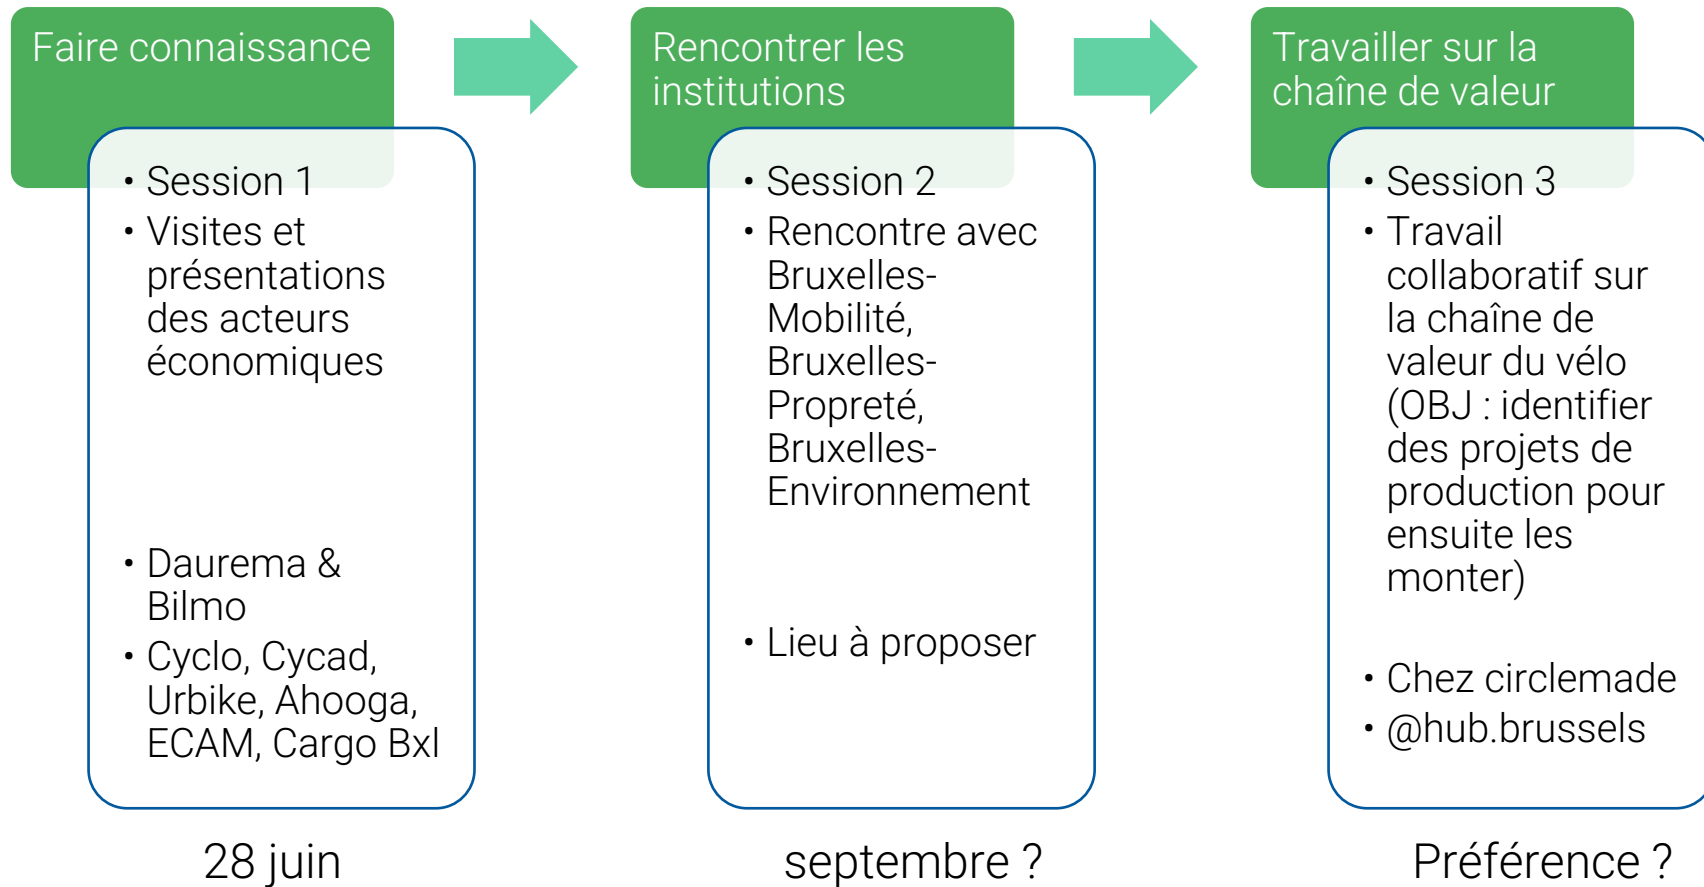 Faire connaissance
• Session 1
• Visites et
présentations
des acteurs
économiques
• Daurema &
Bilmo
• Cyclo, Cycad,
Urbike, Ahooga,
ECAM, Cargo Bxl
28 juin
Rencontrer les
institutions
• Session 2
• Rencontre avec
Bruxelles-
Mobilité,
Bruxelles-
Propreté,
Bruxelles-
Environnement
• Lieu à proposer
septembre ?
Travailler sur la
chaîne de valeur
• Session 3
• Travail
collaboratif sur
la chaîne de
valeur du vélo
(OBJ : identifier
des projets de
production pour
ensuite les
monter)
• Chez circlemade
• @hub.brussels
Préférence ?